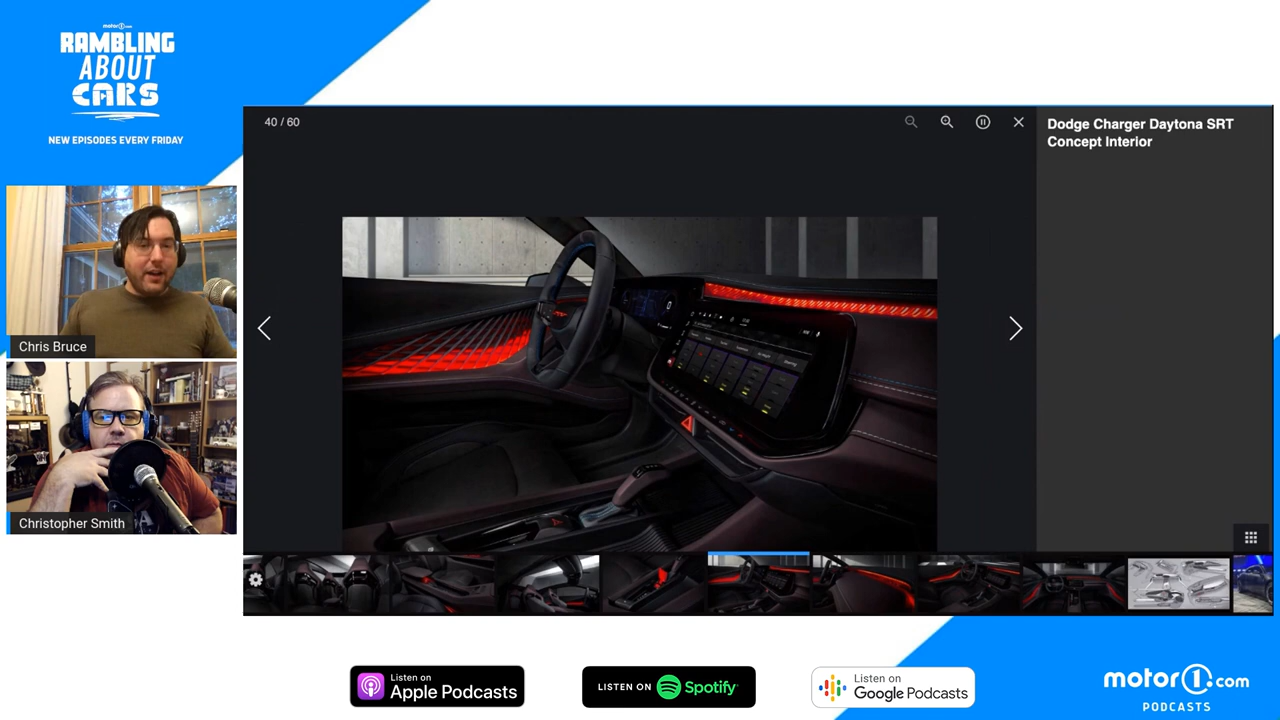 motor1.com
RAMBLING
ABOUT
CARS
NEW EPISODES EVERY FRIDAY
40 / 60
Dodge Charger Daytona SRT
Concept Interior
Chris Bruce
Christopher Smith
Listen on
Apple Podcasts
LISTEN ON Spotify
Listen on
Google Podcasts
motor1.com
PODCASTS